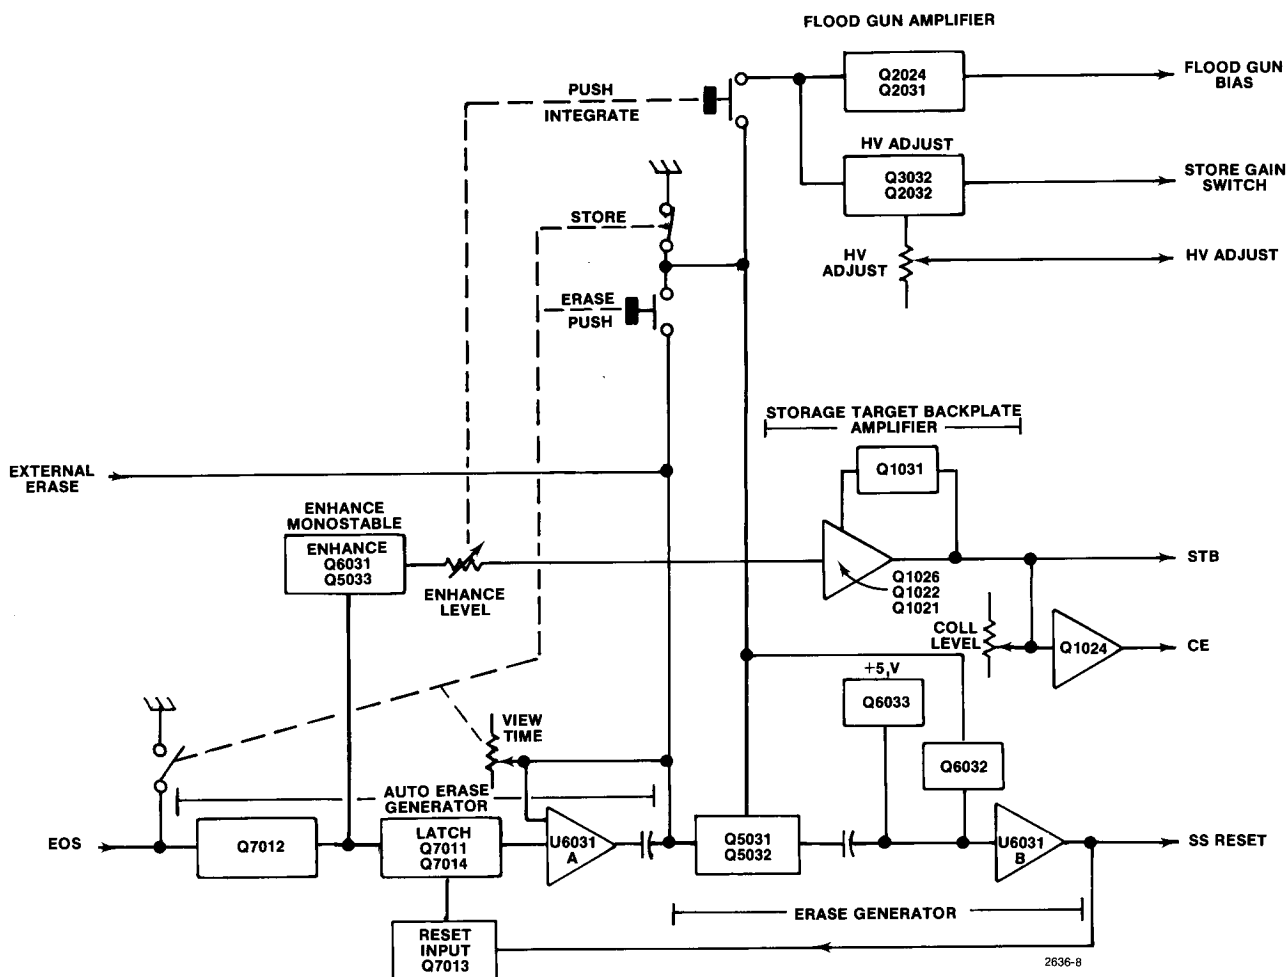 FLOOD GUN AMPLIFIER
Q2024
Q2031
FLOOD GUN
BIAS
PUSH
INTEGRATE
HV ADJUST
Q3032
Q2032
STORE GAIN
SWITCH
STORE
HV
ADJUST
HV ADJUST
ERASE
PUSH
STORAGE TARGET BACKPLATE
AMPLIFIER
Q1031
EXTERNAL
ERASE
ENHANCE
MONOSTABLE
ENHANCE
Q6031
Q5033
ENHANCE
LEVEL
Q1026
Q1022
Q1021
STB
COLL
LEVEL
Q1024
CE
+5 V
Q6033
VIEW
TIME
Q6032
AUTO ERASE
GENERATOR
EOS
Q7012
LATCH
Q7011
Q7014
U6031
A
Q5031
Q5032
U6031
B
SS RESET
ERASE GENERATOR
RESET
INPUT
Q7013
2636-8